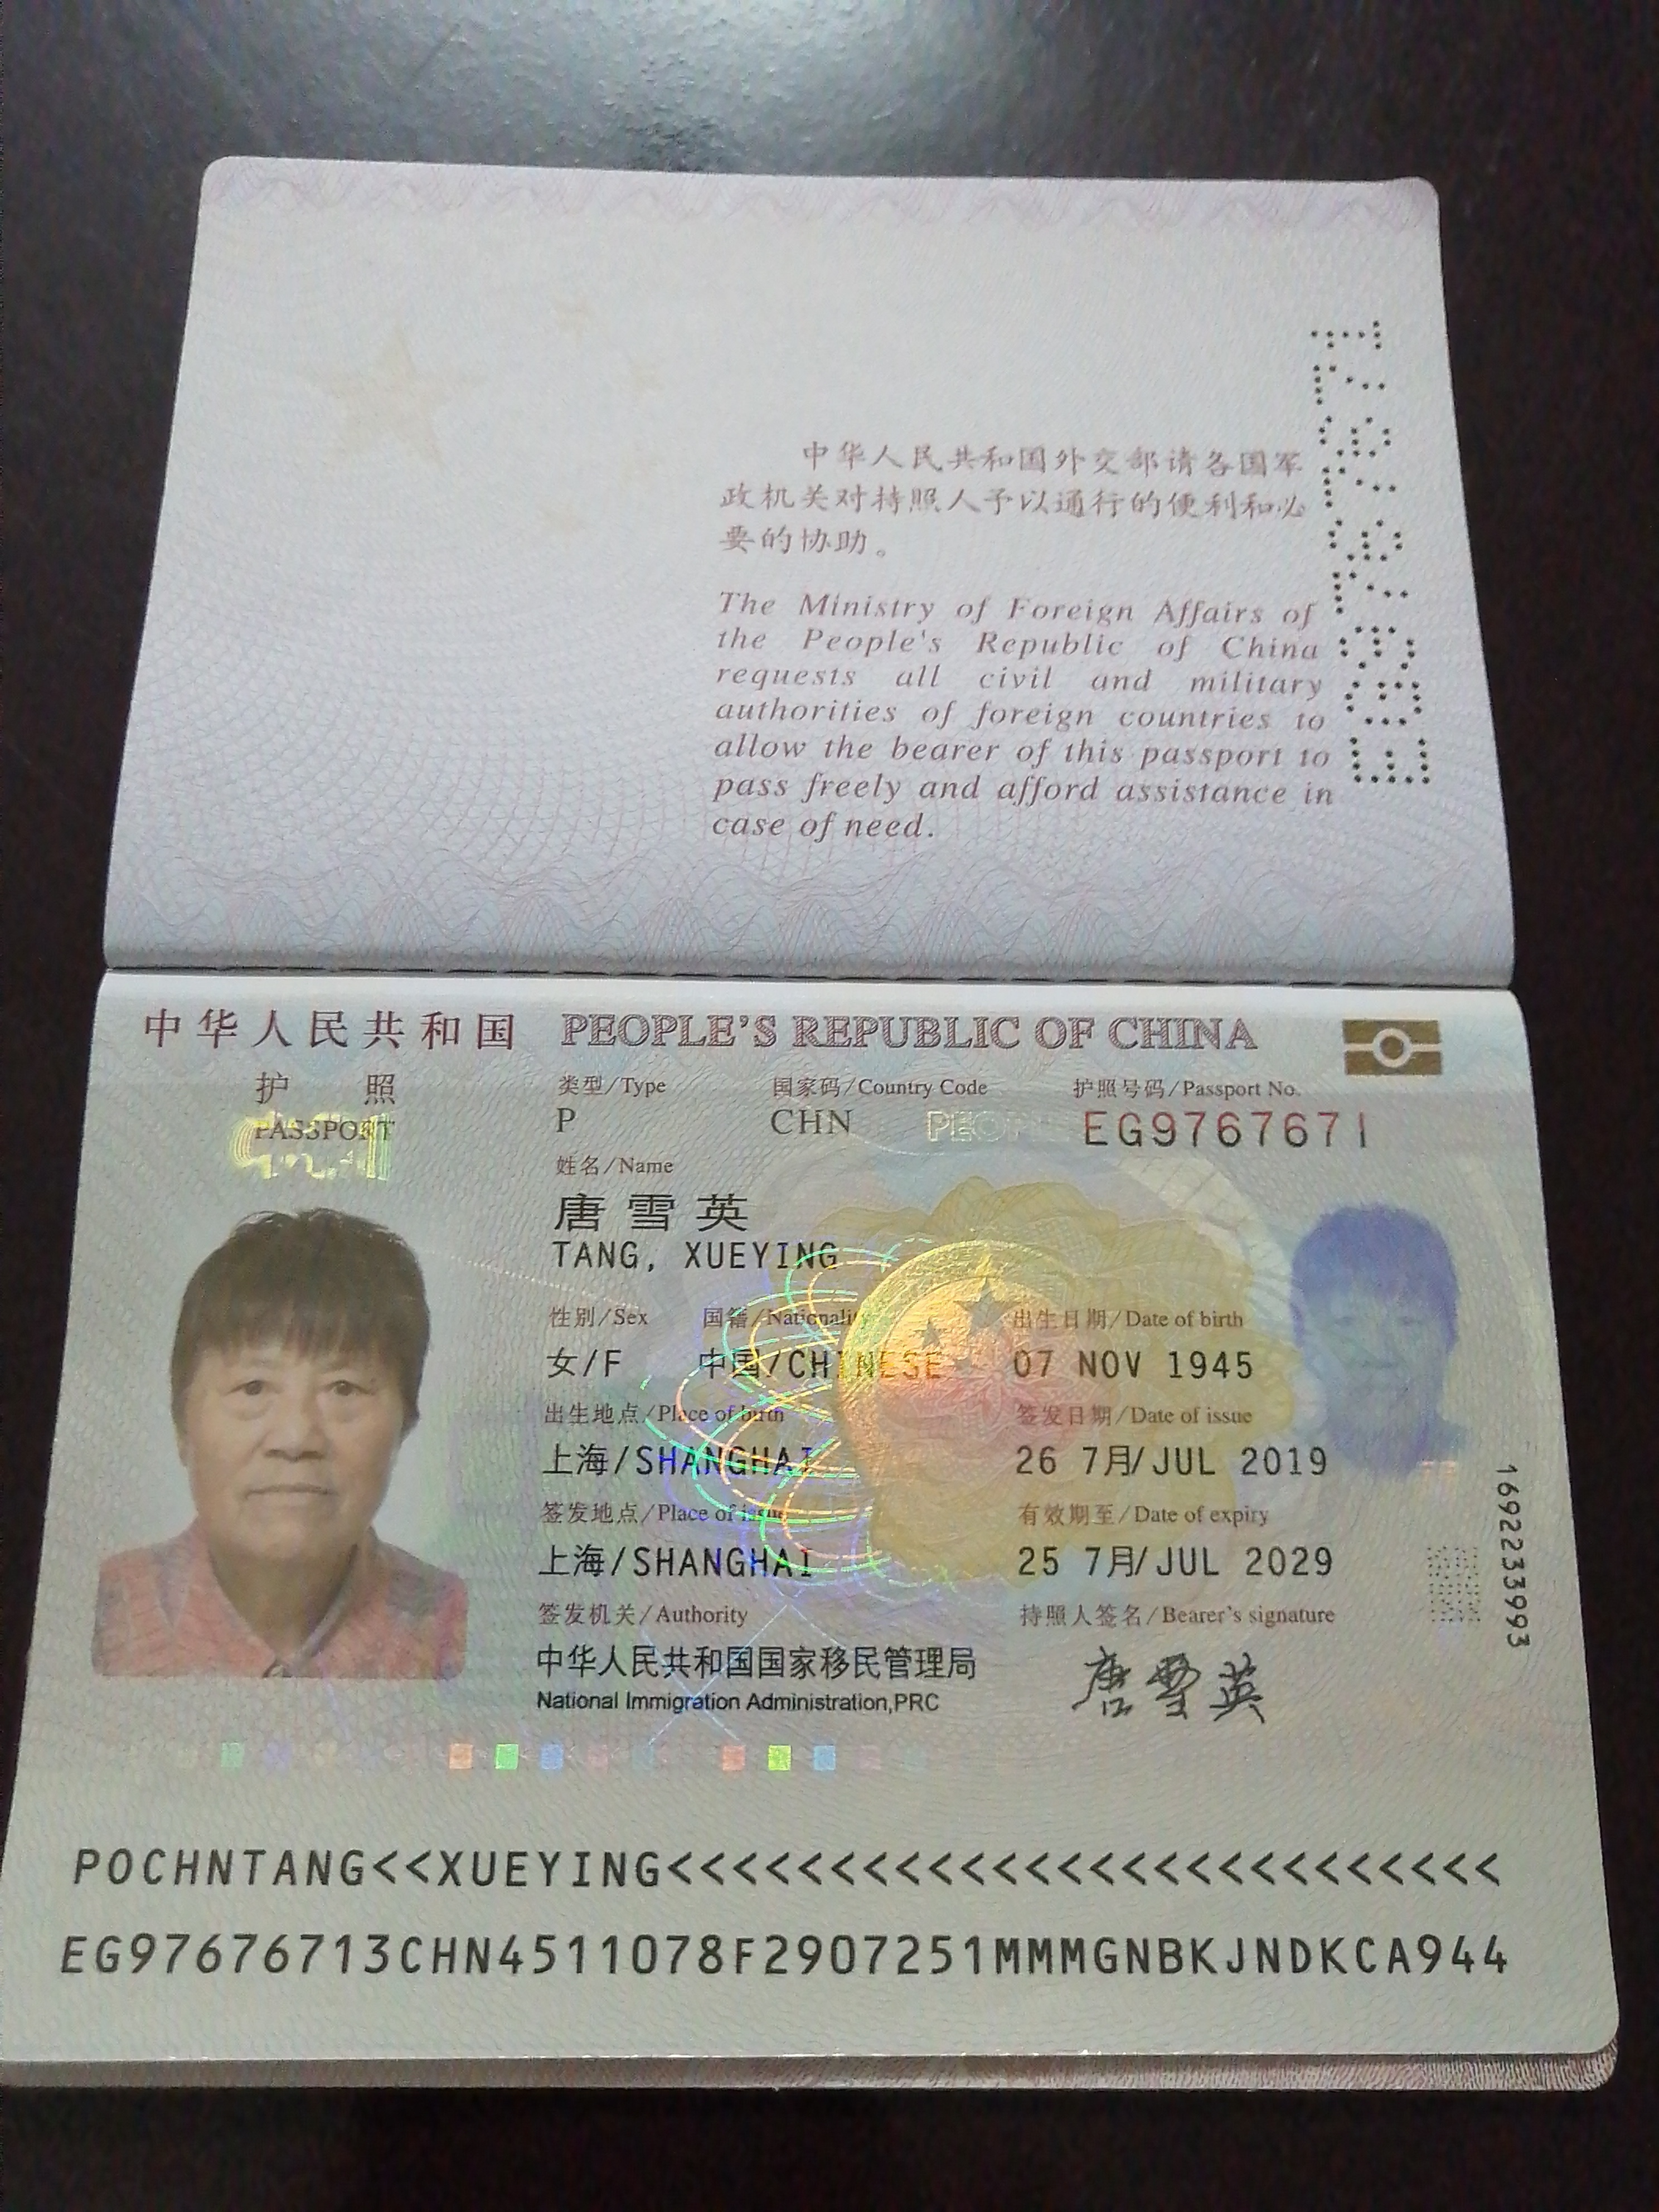 中华人民共和国外交部请各国军
政机关对持照人予以通行的便利和必
要的协助。
The Ministry of Foreign Affairs of
the People's Republic of China
requests all civil and military
authorities of foreign countries to
allow the bearer of this passport to
pass freely and afford assistance in
case of need.
中华人民共和国 PEOPLE'S REPUBLIC OF CHINA
护 照
PASSPORT
类型/Type 国家码/Country Code 护照号码/Passport No.
P CHN EG9767671
姓名/Name
唐雪英
TANG, XUEYING
性别/Sex 国籍/Nationality 出生日期/Date of birth
女/F 中国/CHINESE 07 NOV 1945
出生地点/Place of birth 签发日期/Date of issue
上海/SHANGHAI 26 7月/JUL 2019
签发地点/Place of issue 有效期至/Date of expiry
上海/SHANGHAI 25 7月/JUL 2029
签发机关/Authority 持照人签名/Bearer's signature
中华人民共和国国家移民管理局 唐雪英
National Immigration Administration,PRC
1692233993
POCHNTANG<<XUEYING<<<<<<<<<<<<<<<<<<<<<<<<<<
EG97676713CHN4511078F2907251MMMGNBKJNDKCA944